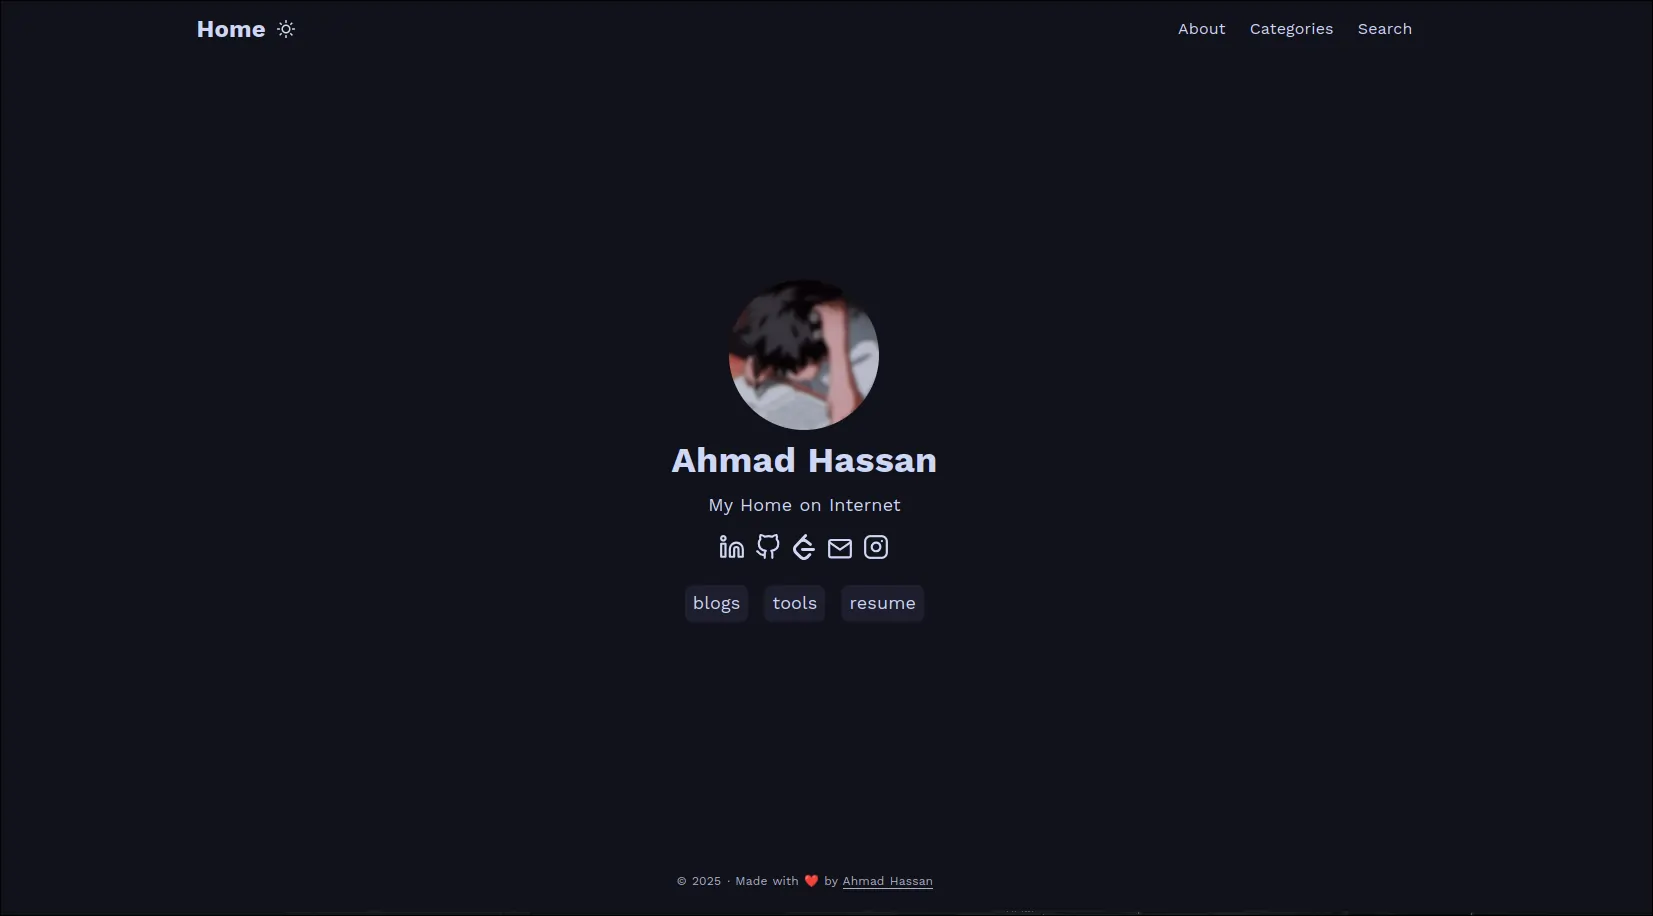 Home
About Categories Search
Ahmad Hassan
My Home on Internet
blogs tools resume
© 2025 · Made with ❤️ by Ahmad Hassan